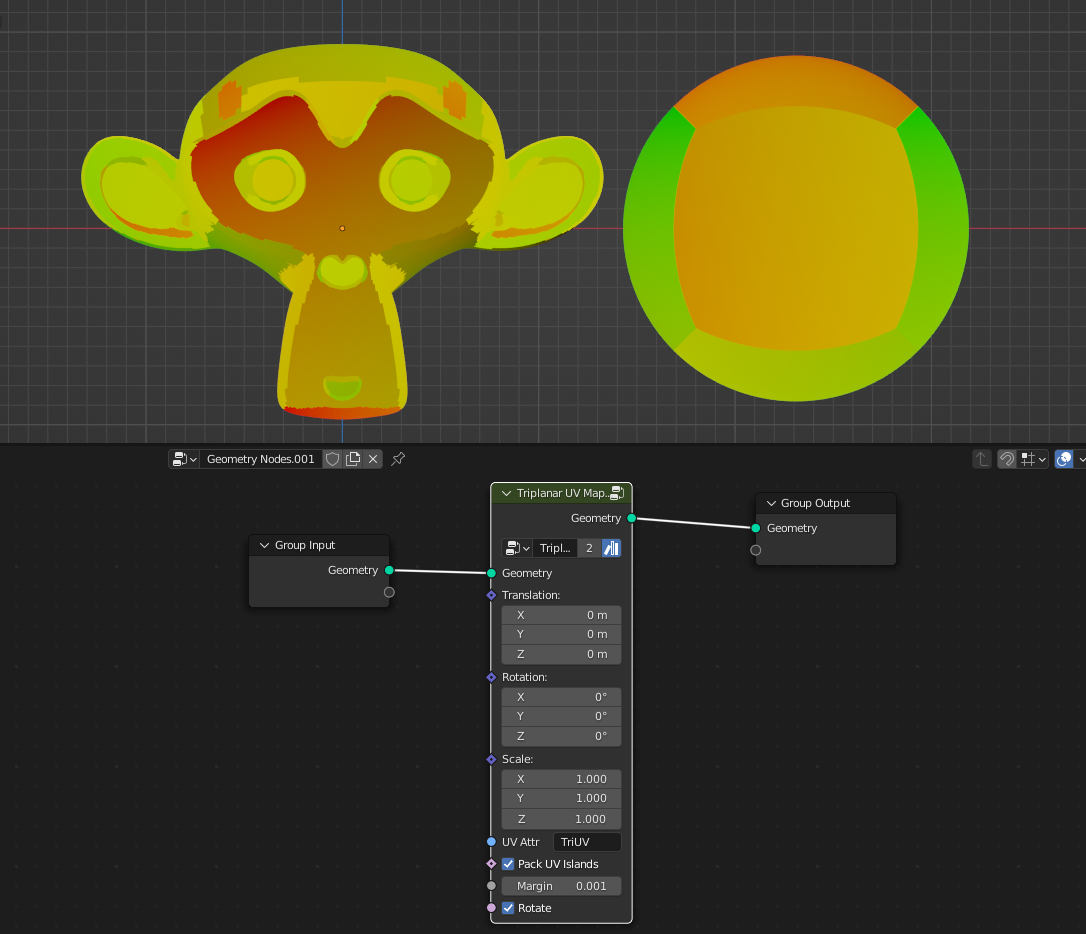 Geometry Nodes.001
Triplanar UV Map..
Geometry
Tripl... 2
Geometry
Translation:
X 0 m
Y 0 m
Z 0 m
Rotation:
X 0°
Y 0°
Z 0°
Scale:
X 1.000
Y 1.000
Z 1.000
UV Attr TriUV
Pack UV Islands
Margin 0.001
Rotate
Group Input
Geometry
Group Output
Geometry